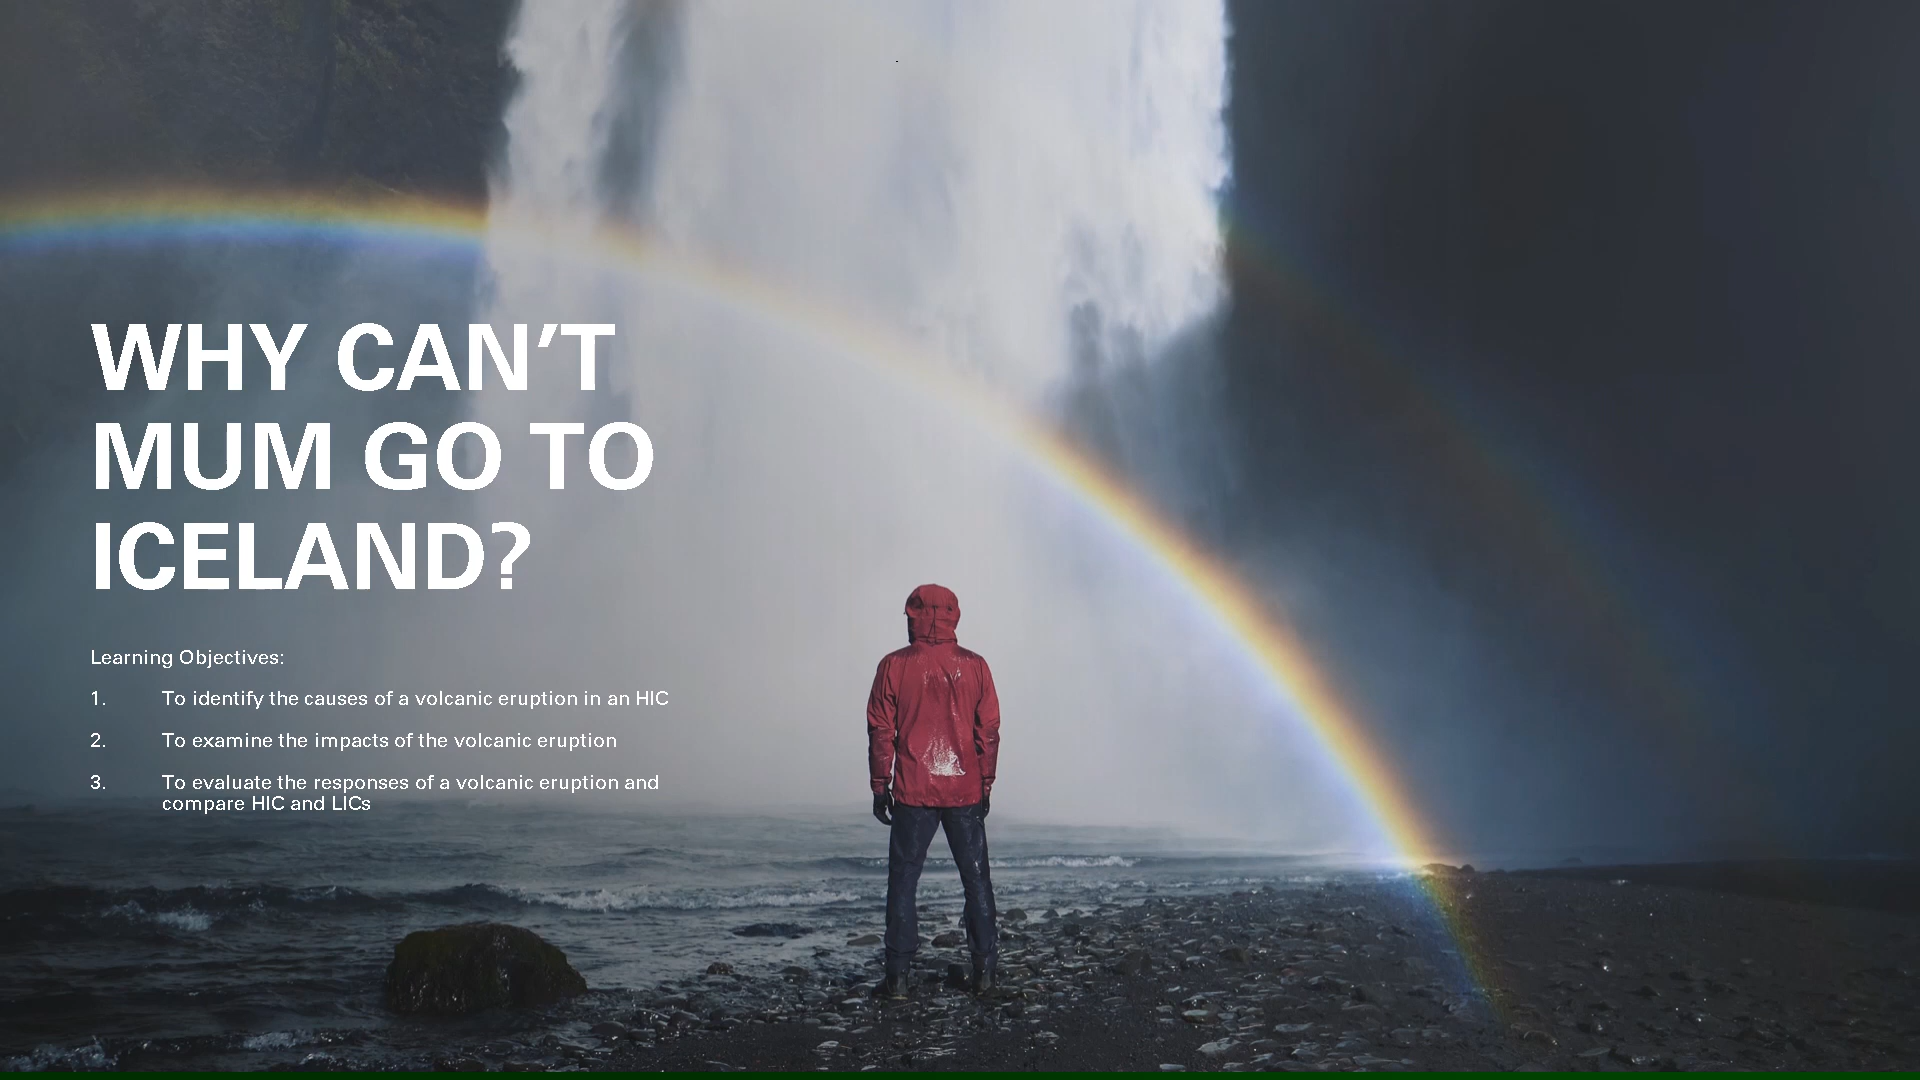 WHY CAN’T
MUM GO TO
ICELAND?
Learning Objectives:
1. To identify the causes of a volcanic eruption in an HIC
2. To examine the impacts of the volcanic eruption
3. To evaluate the responses of a volcanic eruption and
compare HIC and LICs